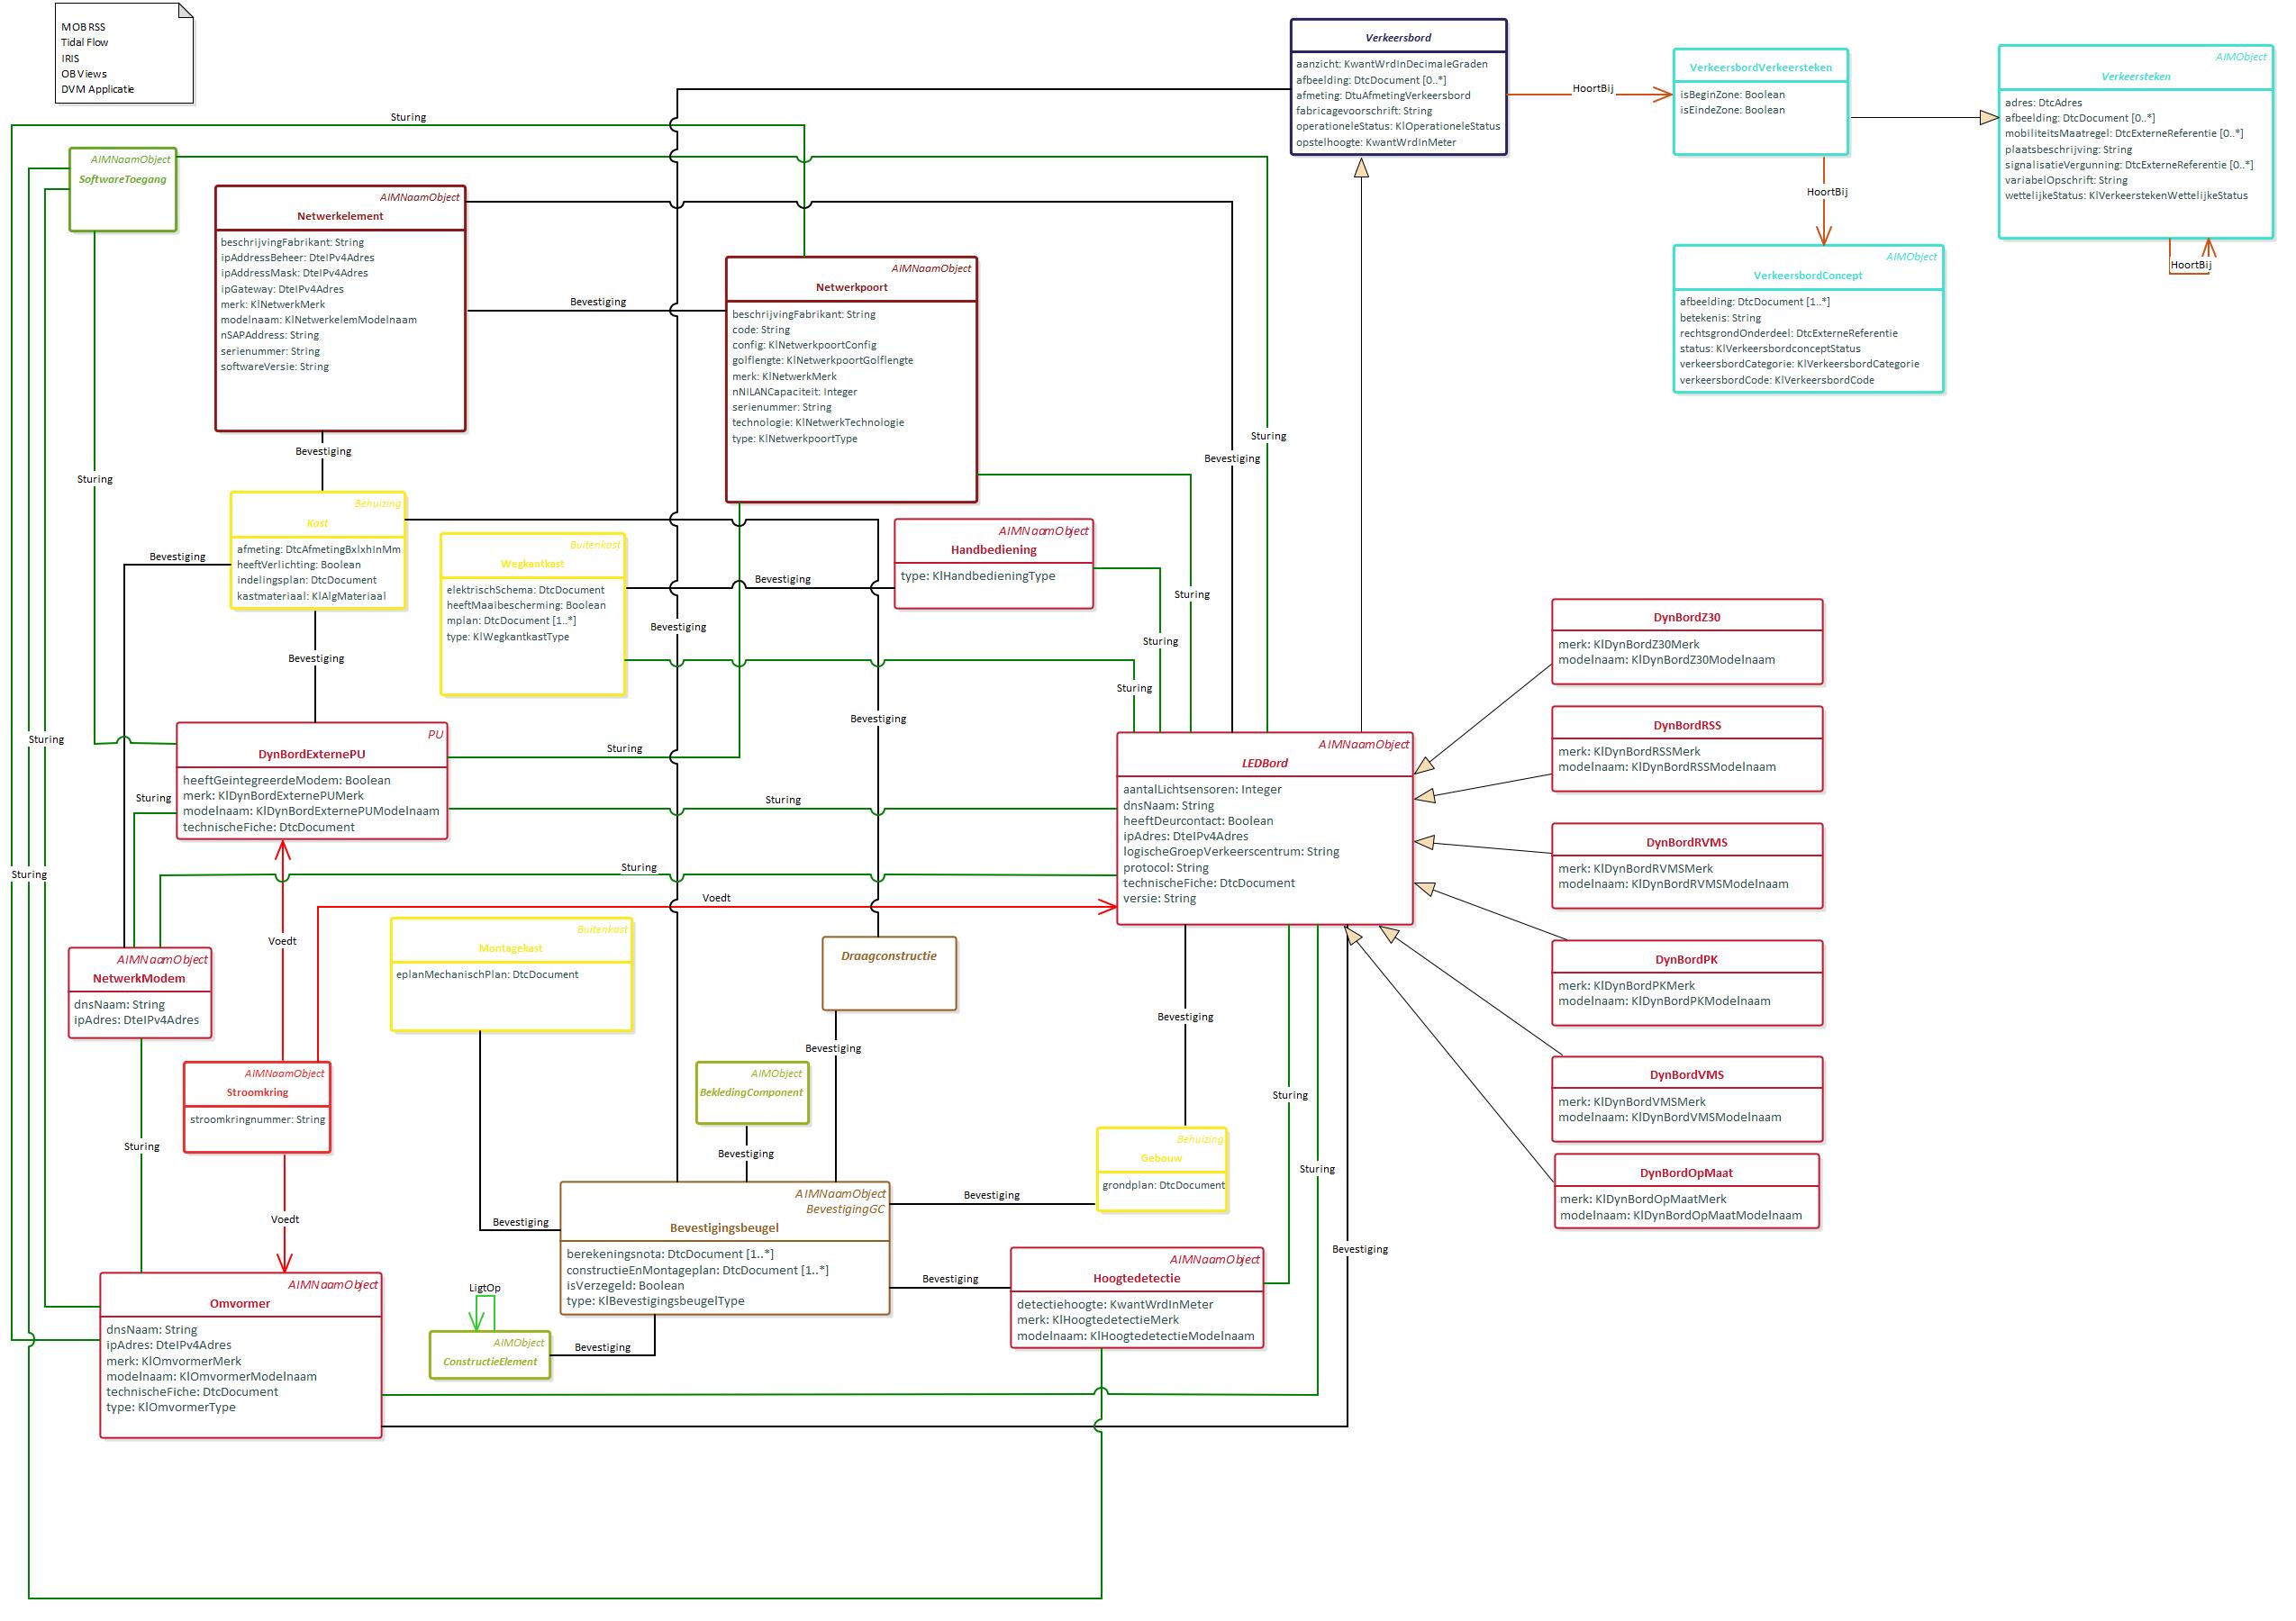 MOB RSS
Tidal Flow
IRIS
OB Views
DVM Applicatie
Verkeersbord
aanzicht: KwantWrdInDecimaleGraden
afbeelding: DtcDocument [0..*]
afmeting: DtuAfmetingVerkeersbord
fabricagevoorschrift: String
operationeleStatus: KlOperationeleStatus
opstelhoogte: KwantWrdInMeter
HoortBij
VerkeersbordVerkeersteken
isBeginZone: Boolean
isEindeZone: Boolean
AIMObject
Verkeersteken
adres: DtcAdres
afbeelding: DtcDocument [0..*]
mobiliteitsMaatregel: DtcExterneReferentie [0..*]
plaatsbeschrijving: String
signalisatieVergunning: DtcExterneReferentie [0..*]
variabelOpschrift: String
wettelijkeStatus: KlVerkeerstekenWettelijkeStatus
HoortBij
HoortBij
AIMObject
VerkeersbordConcept
afbeelding: DtcDocument [1..*]
betekenis: String
rechtsgrondOnderdeel: DtcExterneReferentie
status: KlVerkeersbordconceptStatus
verkeersbordCategorie: KlVerkeersbordCategorie
verkeersbordCode: KlVerkeersbordCode
Sturing
AIMNaamObject
SoftwareToegang
AIMNaamObject
Netwerkelement
beschrijvingFabrikant: String
ipAddressBeheer: DteIPv4Adres
ipAddressMask: DteIPv4Adres
ipGateway: DteIPv4Adres
merk: KlNetwerkMerk
modelnaam: KlNetwerkelemModelnaam
nSAPAddress: String
serienummer: String
softwareVersie: String
Bevestiging
AIMNaamObject
Netwerkpoort
beschrijvingFabrikant: String
code: String
config: KlNetwerkpoortConfig
golflengte: KlNetwerkpoortGolflengte
merk: KlNetwerkMerk
nNILANCapaciteit: Integer
serienummer: String
technologie: KlNetwerkTechnologie
type: KlNetwerkpoortType
Sturing
Bevestiging
Bevestiging
Sturing
Behuizing
Kast
afmeting: DtcAfmetingBxlxhInMm
heeftVerlichting: Boolean
indelingsplan: DtcDocument
kastmateriaal: KlAlgMateriaal
Bevestiging
Buitenkast
Wegkantkast
elektrischSchema: DtcDocument
heeftMaaibescherming: Boolean
mplan: DtcDocument [1..*]
type: KlWegkantkastType
Bevestiging
AIMNaamObject
Handbediening
type: KlHandbedieningType
Sturing
Bevestiging
Sturing
Bevestiging
Sturing
Bevestiging
DynBordZ30
merk: KlDynBordZ30Merk
modelnaam: KlDynBordZ30Modelnaam
DynBordRSS
merk: KlDynBordRSSMerk
modelnaam: KlDynBordRSSModelnaam
Sturing
PU
DynBordExternePU
heeftGeintegreerdeModem: Boolean
merk: KlDynBordExternePUMerk
modelnaam: KlDynBordExternePUModelnaam
technischeFiche: DtcDocument
Sturing
Sturing
Sturing
AIMNaamObject
LEDBord
aantalLichtsensoren: Integer
dnsNaam: String
heeftDeurcontact: Boolean
ipAdres: DteIPv4Adres
logischeGroepVerkeerscentrum: String
protocol: String
technischeFiche: DtcDocument
versie: String
DynBordRVMS
merk: KlDynBordRVMSMerk
modelnaam: KlDynBordRVMSModelnaam
Sturing
Sturing
Voedt
Voedt
DynBordPK
merk: KlDynBordPKMerk
modelnaam: KlDynBordPKModelnaam
AIMNaamObject
NetwerkModem
dnsNaam: String
ipAdres: DteIPv4Adres
Buitenkast
Montagekast
eplanMechanischPlan: DtcDocument
Draagconstructie
Bevestiging
Bevestiging
AIMNaamObject
Stroomkring
stroomkringnummer: String
AIMObject
BekledingComponent
Bevestiging
Sturing
Sturing
DynBordVMS
merk: KlDynBordVMSMerk
modelnaam: KlDynBordVMSModelnaam
Sturing
Sturing
Behuizing
Gebouw
grondplan: DtcDocument
DynBordOpMaat
merk: KlDynBordOpMaatMerk
modelnaam: KlDynBordOpMaatModelnaam
Voedt
Bevestiging
AIMNaamObject
BevestigingGC
Bevestigingsbeugel
berekeningsnota: DtcDocument [1..*]
constructieEnMontageplan: DtcDocument [1..*]
isVerzegeld: Boolean
type: KlBevestigingsbeugelType
Bevestiging
Bevestiging
Bevestiging
AIMNaamObject
Hoogtedetectie
detectiehoogte: KwantWrdInMeter
merk: KlHoogtedetectieMerk
modelnaam: KlHoogtedetectieModelnaam
AIMNaamObject
Omvormer
dnsNaam: String
ipAdres: DteIPv4Adres
merk: KlOmvormerMerk
modelnaam: KlOmvormerModelnaam
technischeFiche: DtcDocument
type: KlOmvormerType
LigtOp
AIMObject
ConstructieElement
Bevestiging